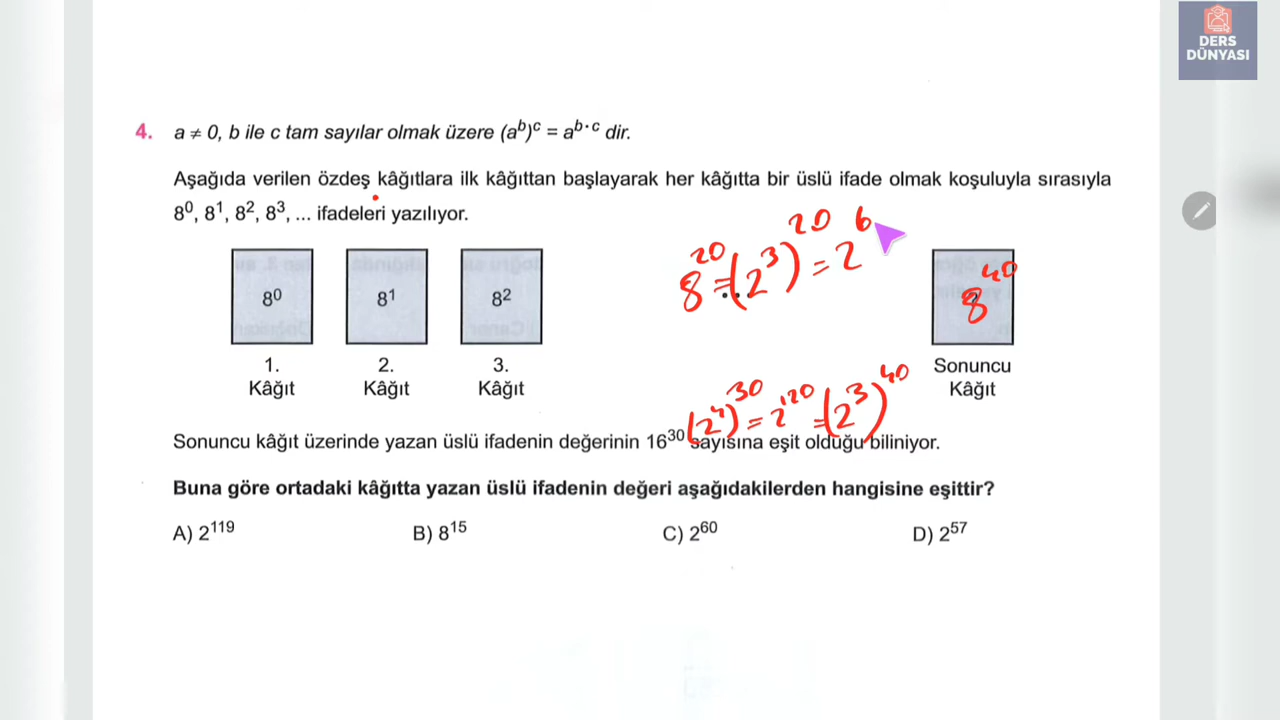 DERS
DÜNYASI
4. a ≠ 0, b ile c tam sayılar olmak üzere (a^b)^c = a^b·c dir.
Aşağıda verilen özdeş kâğıtlara ilk kâğıttan başlayarak her kâğıtta bir üslü ifade olmak koşuluyla sırasıyla
8^0, 8^1, 8^2, 8^3, ... ifadeleri yazılıyor.
8^20 = (2^3)^20 = 2^6
8^0 8^1 8^2 ... 8^40
1. Kâğıt
2. Kâğıt
3. Kâğıt
Sonuncu Kâğıt
(2^4)^30 = 2^120 = (2^3)^40
Sonuncu kâğıt üzerinde yazan üslü ifadenin değerinin 16^30 sayısına eşit olduğu biliniyor.
Buna göre ortadaki kâğıtta yazan üslü ifadenin değeri aşağıdakilerden hangisine eşittir?
A) 2^119 B) 8^15 C) 2^60 D) 2^57